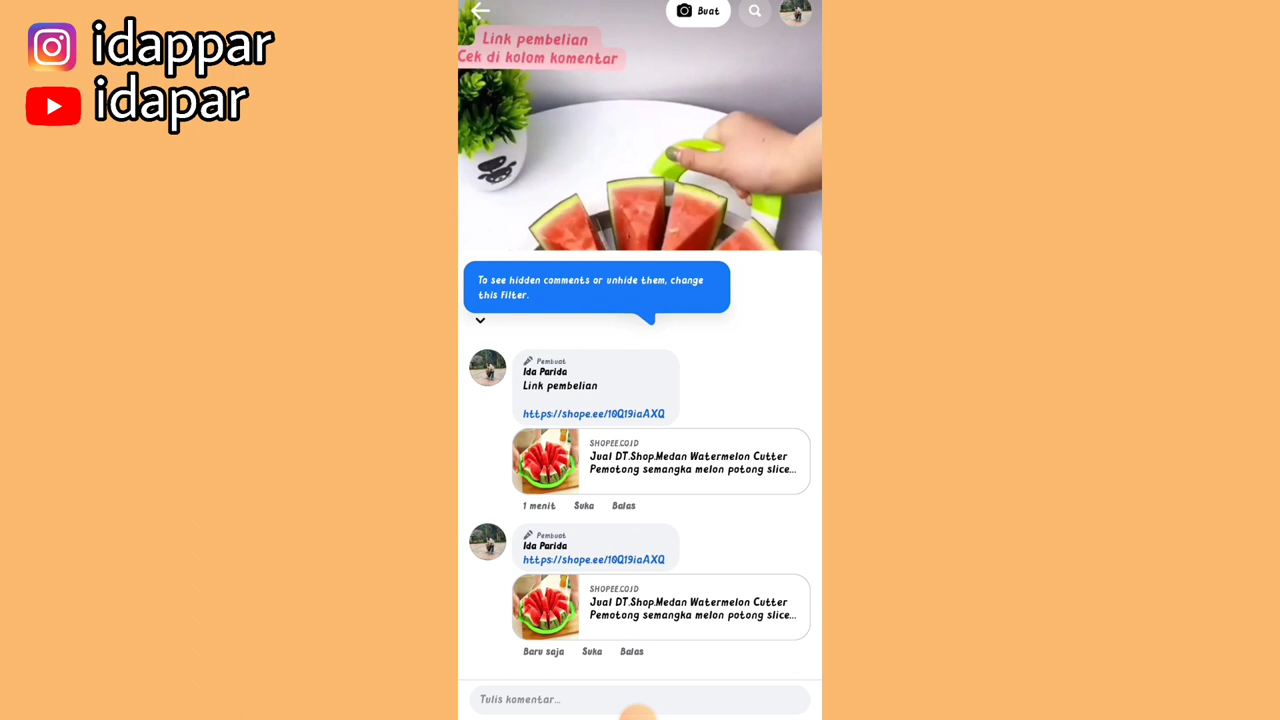 idappar
idapar
Buat
Link pembelian
Cek di kolom komentar
To see hidden comments or unhide them, change
this Filter.
Pembuat
Ida Parida
Link pembelian
https://shope.ee/10Q19iaAXQ
SHOPEE.CO.ID
Jual DT.Shop.Medan Watermelon Cutter
Pemotong semangka melon potong slice...
1 menit Suka Balas
Pembuat
Ida Parida
https://shope.ee/10Q19iaAXQ
SHOPEE.CO.ID
Jual DT.Shop.Medan Watermelon Cutter
Pemotong semangka melon potong slice...
Baru saja Suka Balas
Tulis komentar...